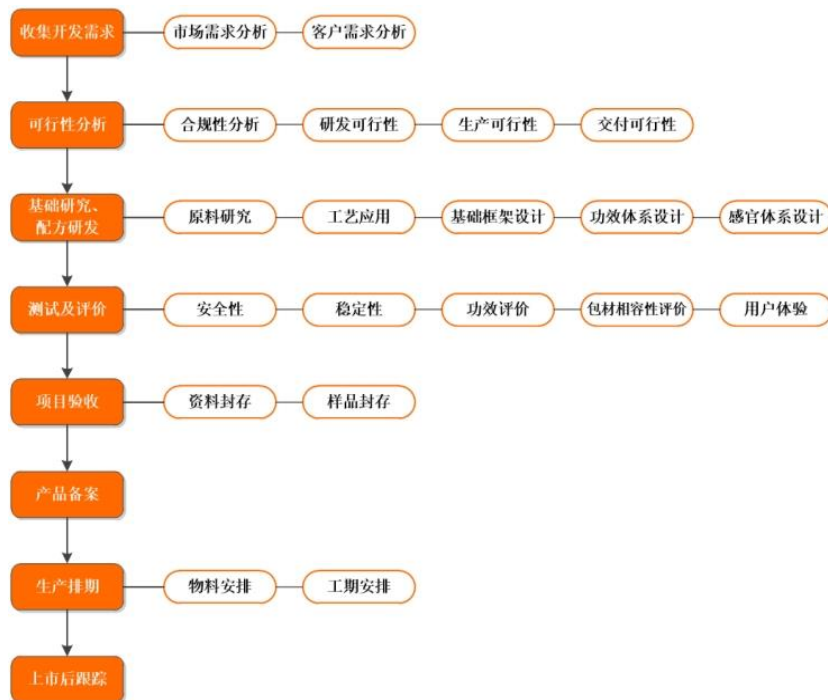 收集开发需求
市场需求分析
客户需求分析
可行性分析
合规性分析
研发可行性
生产可行性
交付可行性
基础研究、
配方研发
原料研究
工艺应用
基础框架设计
功效体系设计
感官体系设计
测试及评价
安全性
稳定性
功效评价
包材相容性评价
用户体验
项目验收
资料封存
样品封存
产品备案
生产排期
物料安排
工期安排
上市后跟踪